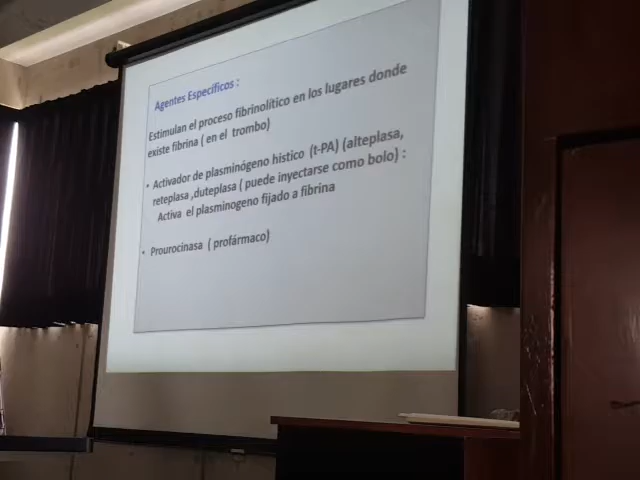 Agentes Específicos :
Estimulan el proceso fibrinolítico en los lugares donde
existe fibrina ( en el trombo)
• Activador de plasminógeno histico (t-PA) (alteplasa,
reteplasa ,duteplasa ( puede inyectarse como bolo) :
Activa el plasminogeno fijado a fibrina
• Prourocinasa ( profármaco)